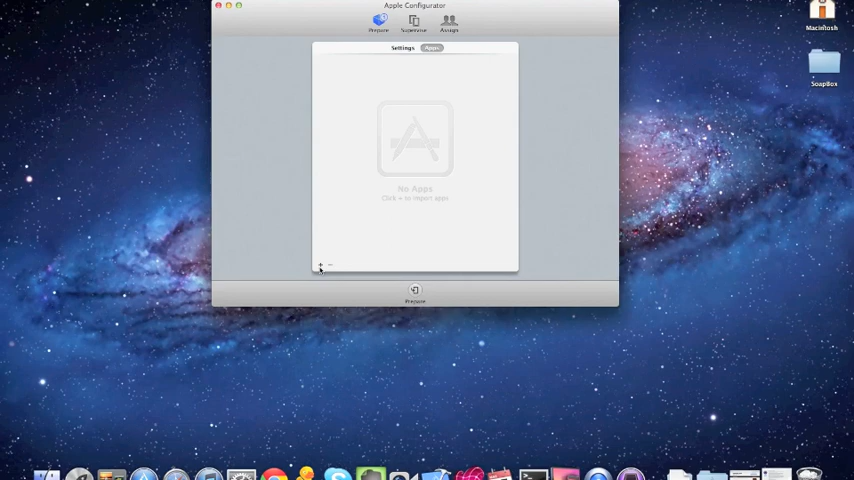 Apple Configurator
Prepare
Supervise
Assign
Settings
Apps
No Apps
Click + to import apps
Prepare
Macintosh
SoapBox